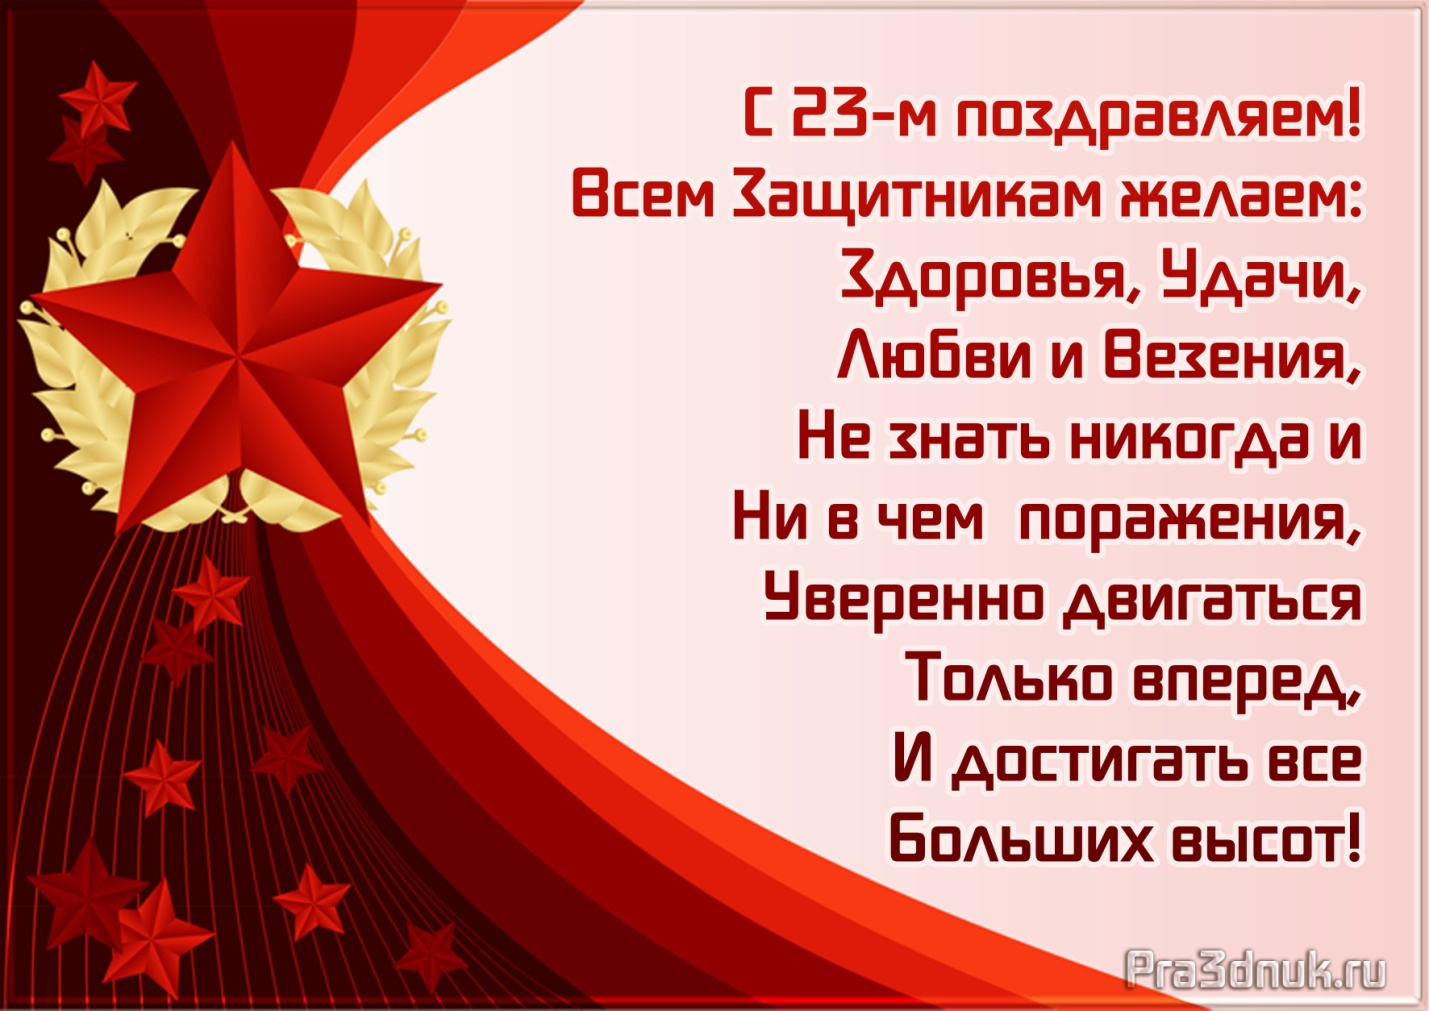 С 23-м поздравляем!
Всем Защитникам желаем:
Здоровья, Удачи,
Любви и Везения,
Не знать никогда и
Ни в чем  поражения,
Уверенно двигаться
Только вперед,
И достигать все
Больших высот!
Pra3dnuk.ru